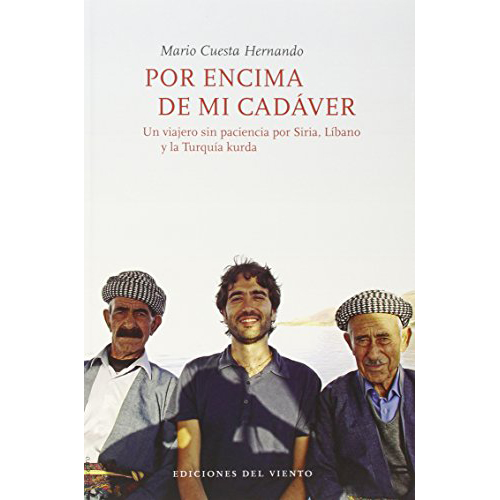 Mario Cuesta Hernando
POR ENCIMA
DE MI CADÁVER
Un viajero sin paciencia por Siria, Líbano
y la Turquía kurda
EDICIONES DEL VIENTO